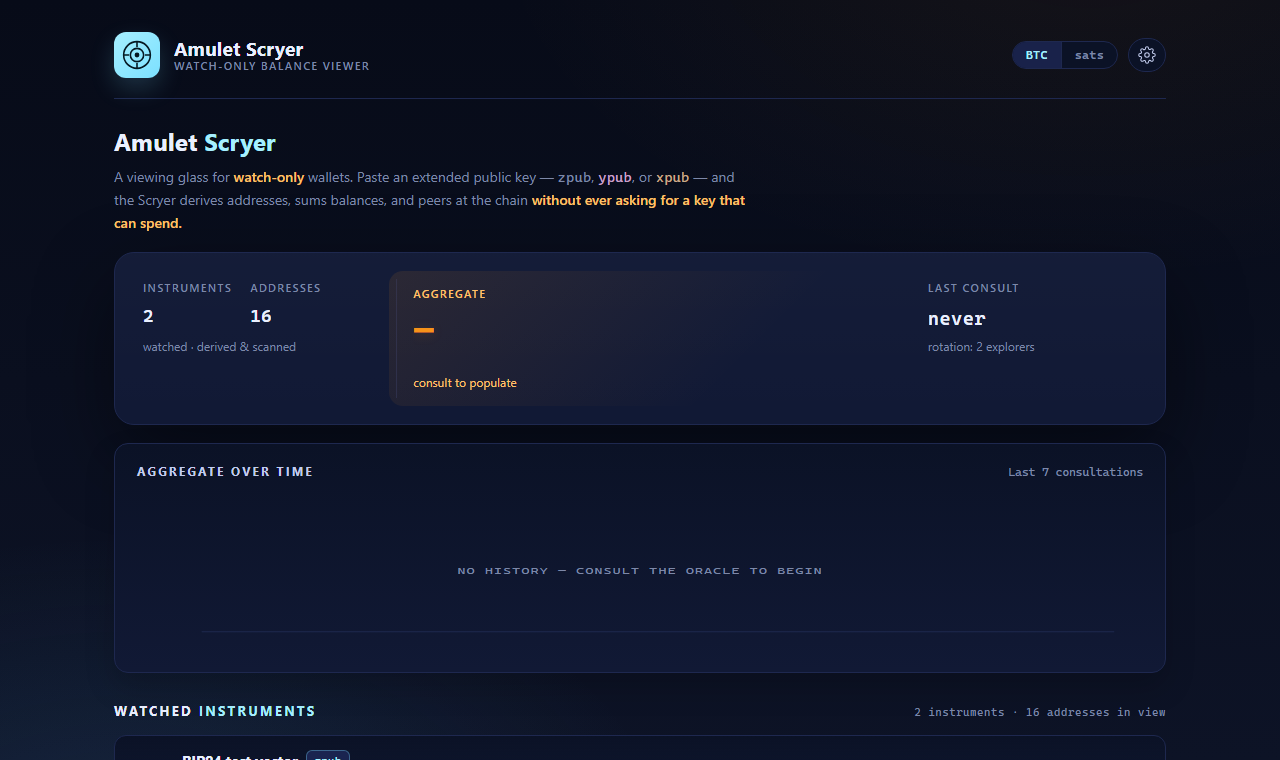 Amulet Scryer
WATCH-ONLY BALANCE VIEWER
BTC sats
Amulet Scryer
A viewing glass for watch-only wallets. Paste an extended public key — zpub, ypub, or xpub — and
the Scryer derives addresses, sums balances, and peers at the chain without ever asking for a key that
can spend.
INSTRUMENTS ADDRESSES
2 16
watched · derived & scanned
AGGREGATE
—
consult to populate
LAST CONSULT
never
rotation: 2 explorers
AGGREGATE OVER TIME
Last 7 consultations
NO HISTORY — CONSULT THE ORACLE TO BEGIN
WATCHED INSTRUMENTS
2 instruments · 16 addresses in view
BIP84 test vector zpub